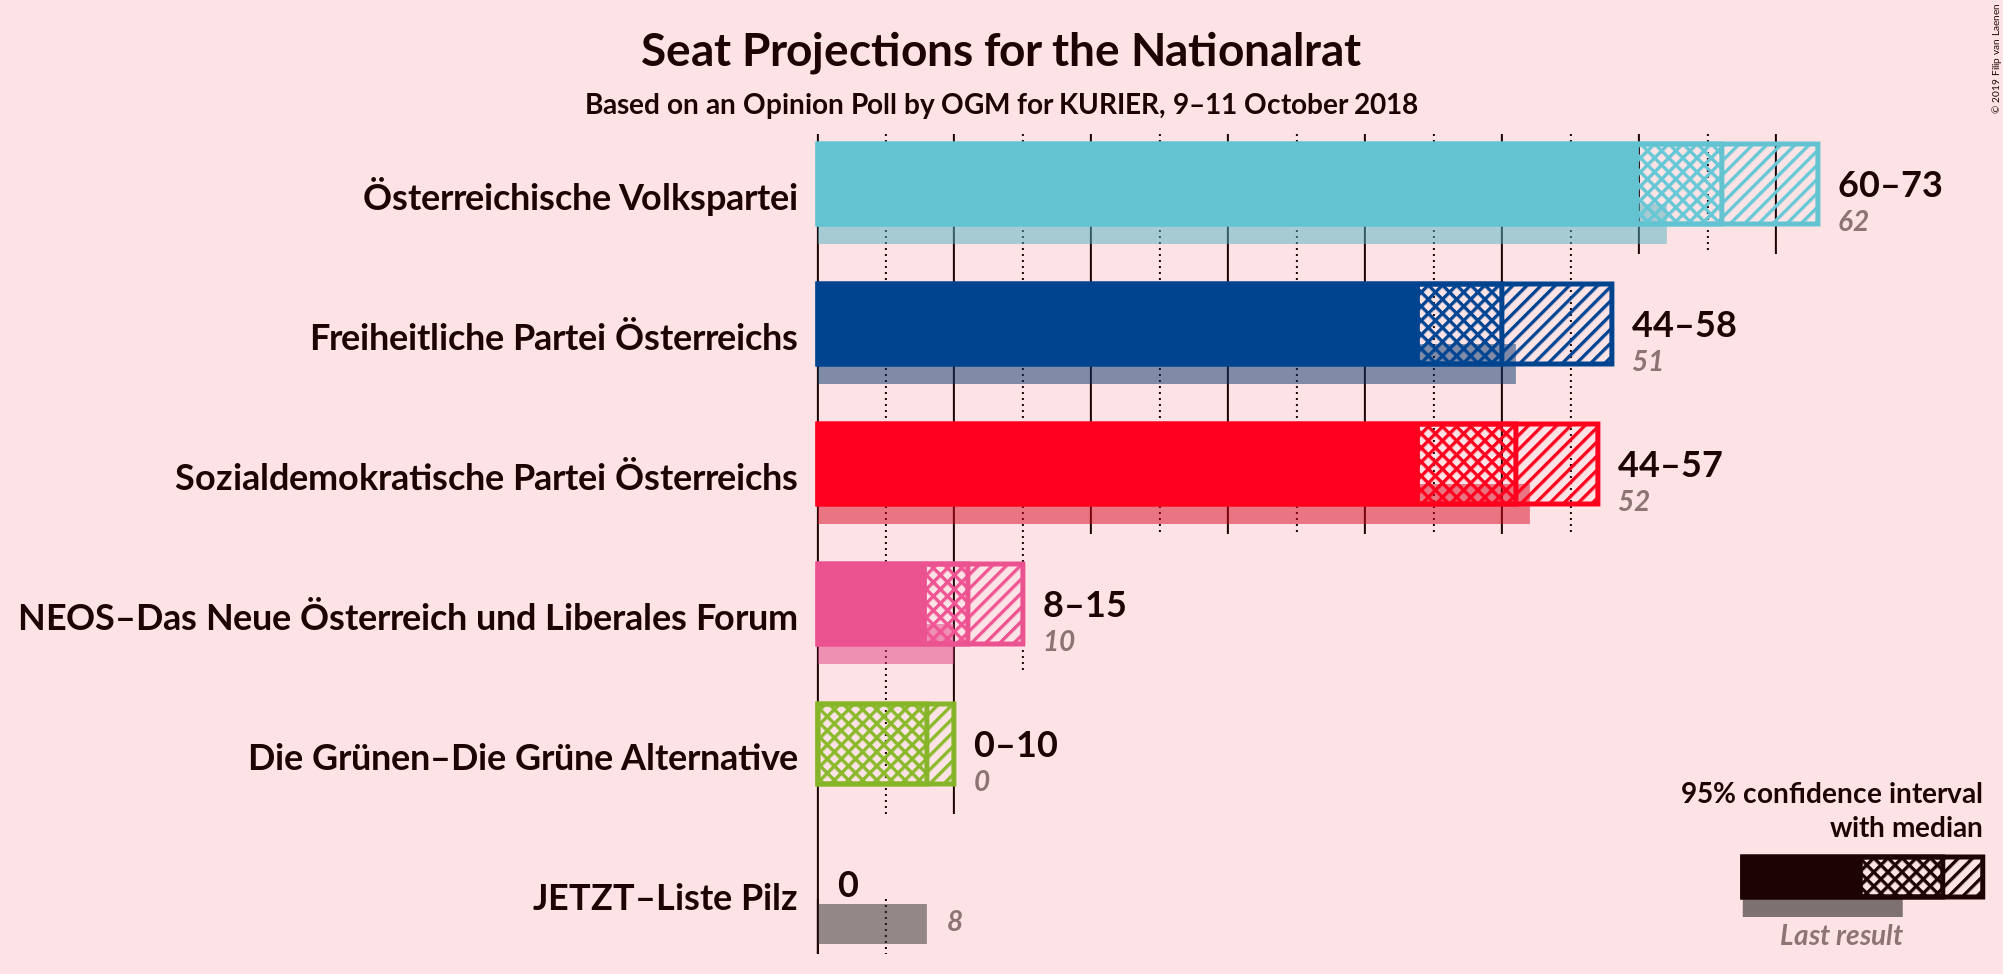 Seat Projections for the Nationalrat
Based on an Opinion Poll by OGM for KURIER, 9–11 October 2018
© 2019 Filip van Laenen
Österreichische Volkspartei
60–73
62
Freiheitliche Partei Österreichs
44–58
51
Sozialdemokratische Partei Österreichs
44–57
52
NEOS–Das Neue Österreich und Liberales Forum
8–15
10
Die Grünen–Die Grüne Alternative
0–10
0
JETZT–Liste Pilz
0
8
95% confidence interval
with median
Last result